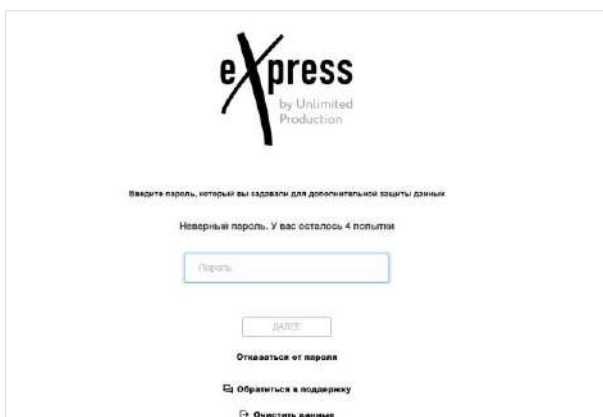 eXpress
by Unlimited
Production
Введите пароль, который вы задавали для дополнительной защиты данных
Неверный пароль. У вас осталось 4 попытки
Пароль
ДАЛЕЕ
Отказаться от пароля
Обратиться в поддержку
Очистить данные